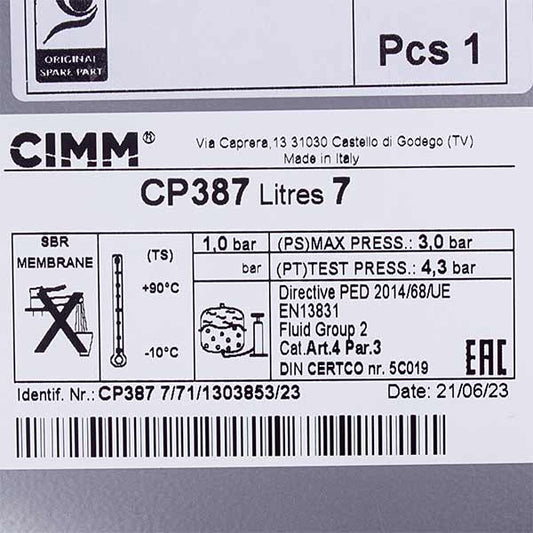 ORIGINAL
SPARE PART
Pcs 1
CIMM®
Via Caprera,13 31030 Castello di Godego (TV)
Made in Italy
CP387 Litres 7
SBR
MEMBRANE
(TS)
+90°C
-10°C
1,0 bar
bar
(PS)MAX PRESS.: 3,0 bar
(PT)TEST PRESS.: 4,3 bar
Directive PED 2014/68/UE
EN13831
Fluid Group 2
Cat.Art.4 Par.3
DIN CERTCO nr. 5C019
EAC
Identif. Nr.: CP387 7/71/1303853/23
Date: 21/06/23